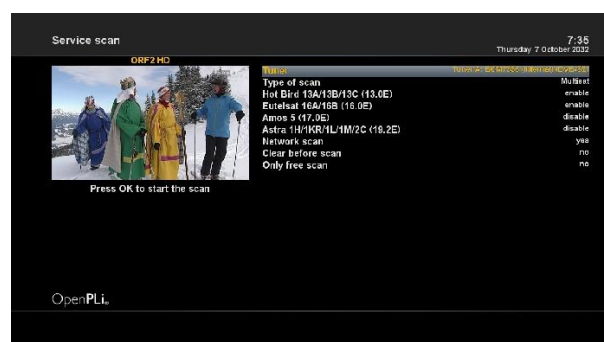 Service scan
7:35
Thursday 7 October 2032
ORF2 HD
Tuner
Type of scan Multisat
Hot Bird 13A/13B/13C (13.0E) enable
Eutelsat 16A/16B (16.0E) enable
Amos 5 (17.0E) disable
Astra 1H/1KR/1L/1M/2C (19.2E) disable
Network scan yes
Clear before scan no
Only free scan no
Press OK to start the scan
OpenPLi.